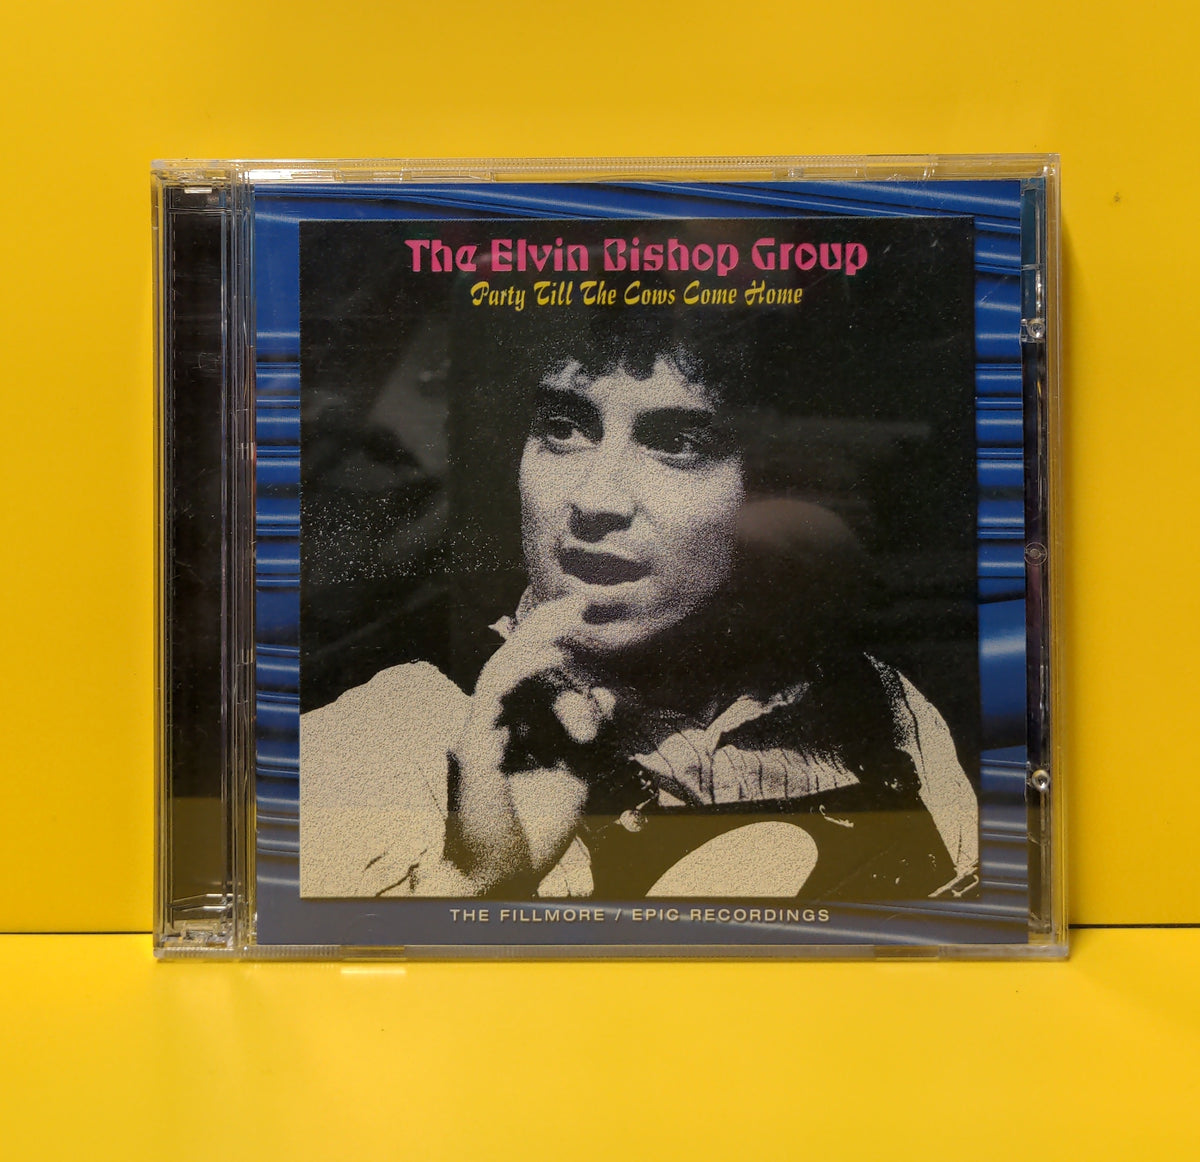 The Elvin Bishop Group
Party Till The Cows Come Home
THE FILLMORE / EPIC RECORDINGS